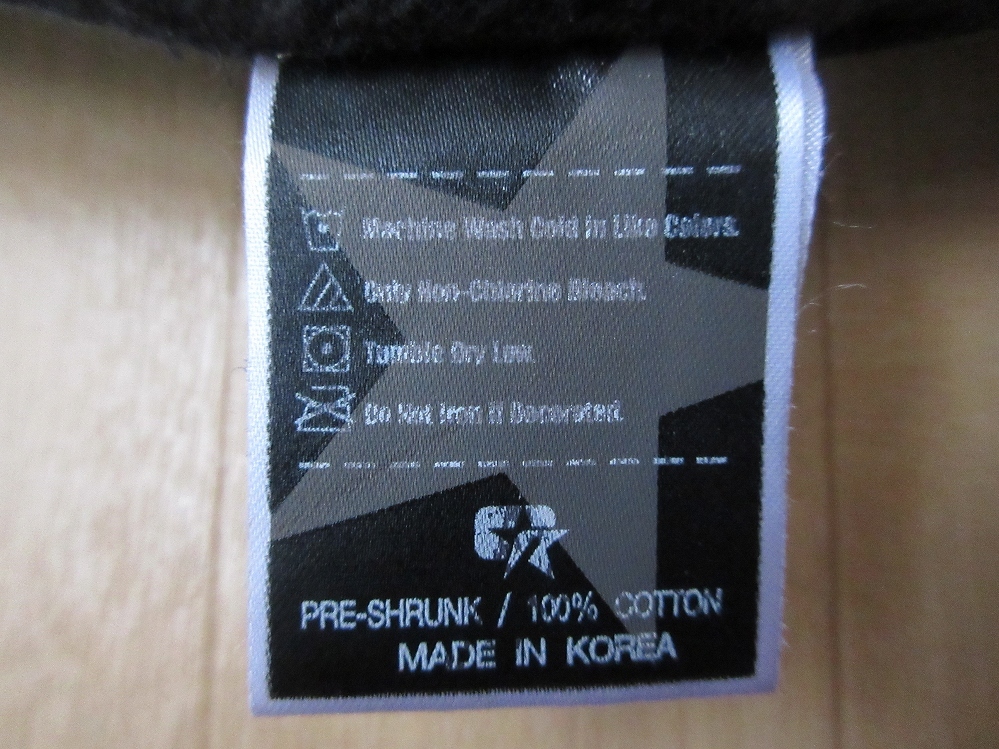 Machine Wash Cold in Like Colors.
Only Non-Chlorine Bleach.
Tumble Dry Low.
Do Not Iron if Decorated.
PRE-SHRUNK / 100% COTTON
MADE IN KOREA